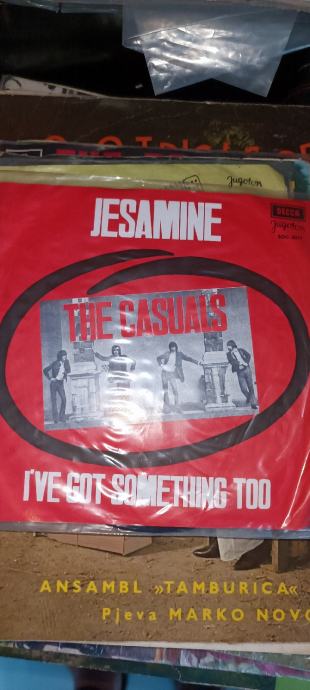 Jugoton
JESAMINE
DECCA
Jugoton
THE CASUALS
I'VE GOT SOMETHING TOO
ANSAMBL »TAMBURICA«
Pjeva MARKO NOVO